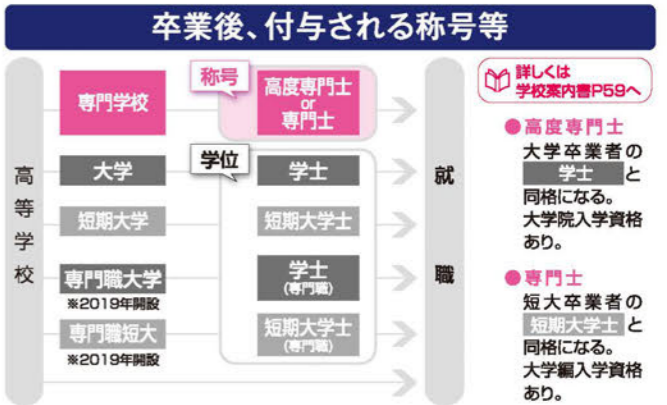 卒業後、付与される称号等
高等学校
専門学校
称号
高度専門士
or
専門士
大学
学位
学士
短期大学
短期大学士
専門職大学
※2019年開設
学士
(専門職)
専門職短大
※2019年開設
短期大学士
(専門職)
就職
詳しくは
学校案内書P59へ
●高度専門士
大学卒業者の
学士 と
同格になる。
大学院入学資格
あり。
●専門士
短大卒業者の
短期大学士 と
同格になる。
大学編入学資格
あり。